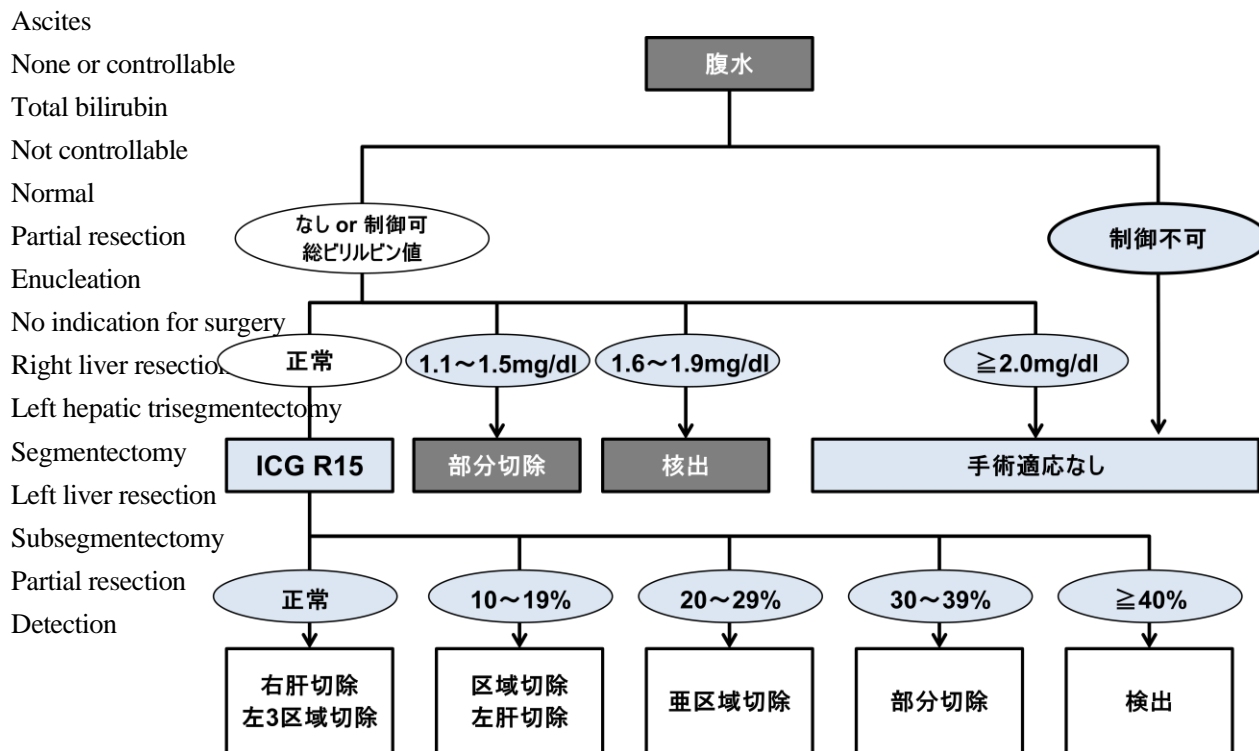 Ascites
None or controllable
Total bilirubin
Not controllable
Normal
Partial resection
Enucleation
No indication for surgery
Right liver resection
Left hepatic trisegmentectomy
Segmentectomy
Left liver resection
Subsegmentectomy
Partial resection
Detection
腹水
なし or 制御可
総ビリルビン値
制御不可
正常
1.1～1.5mg/dl
1.6～1.9mg/dl
≧2.0mg/dl
ICG R15
部分切除
核出
手術適応なし
正常
10～19%
20～29%
30～39%
≧40%
右肝切除
左3区域切除
区域切除
左肝切除
亜区域切除
部分切除
検出